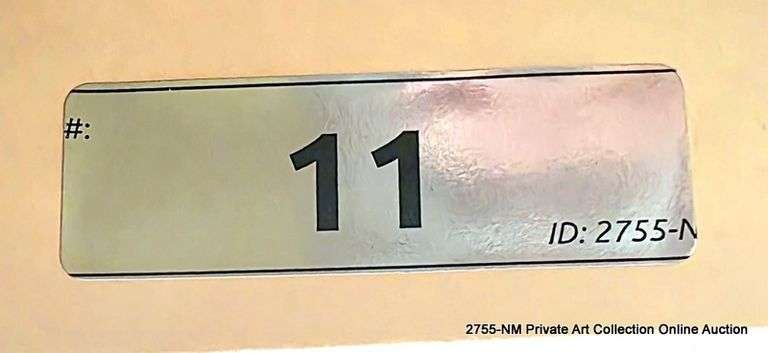 #:
11
ID: 2755-N
2755-NM Private Art Collection Online Auction